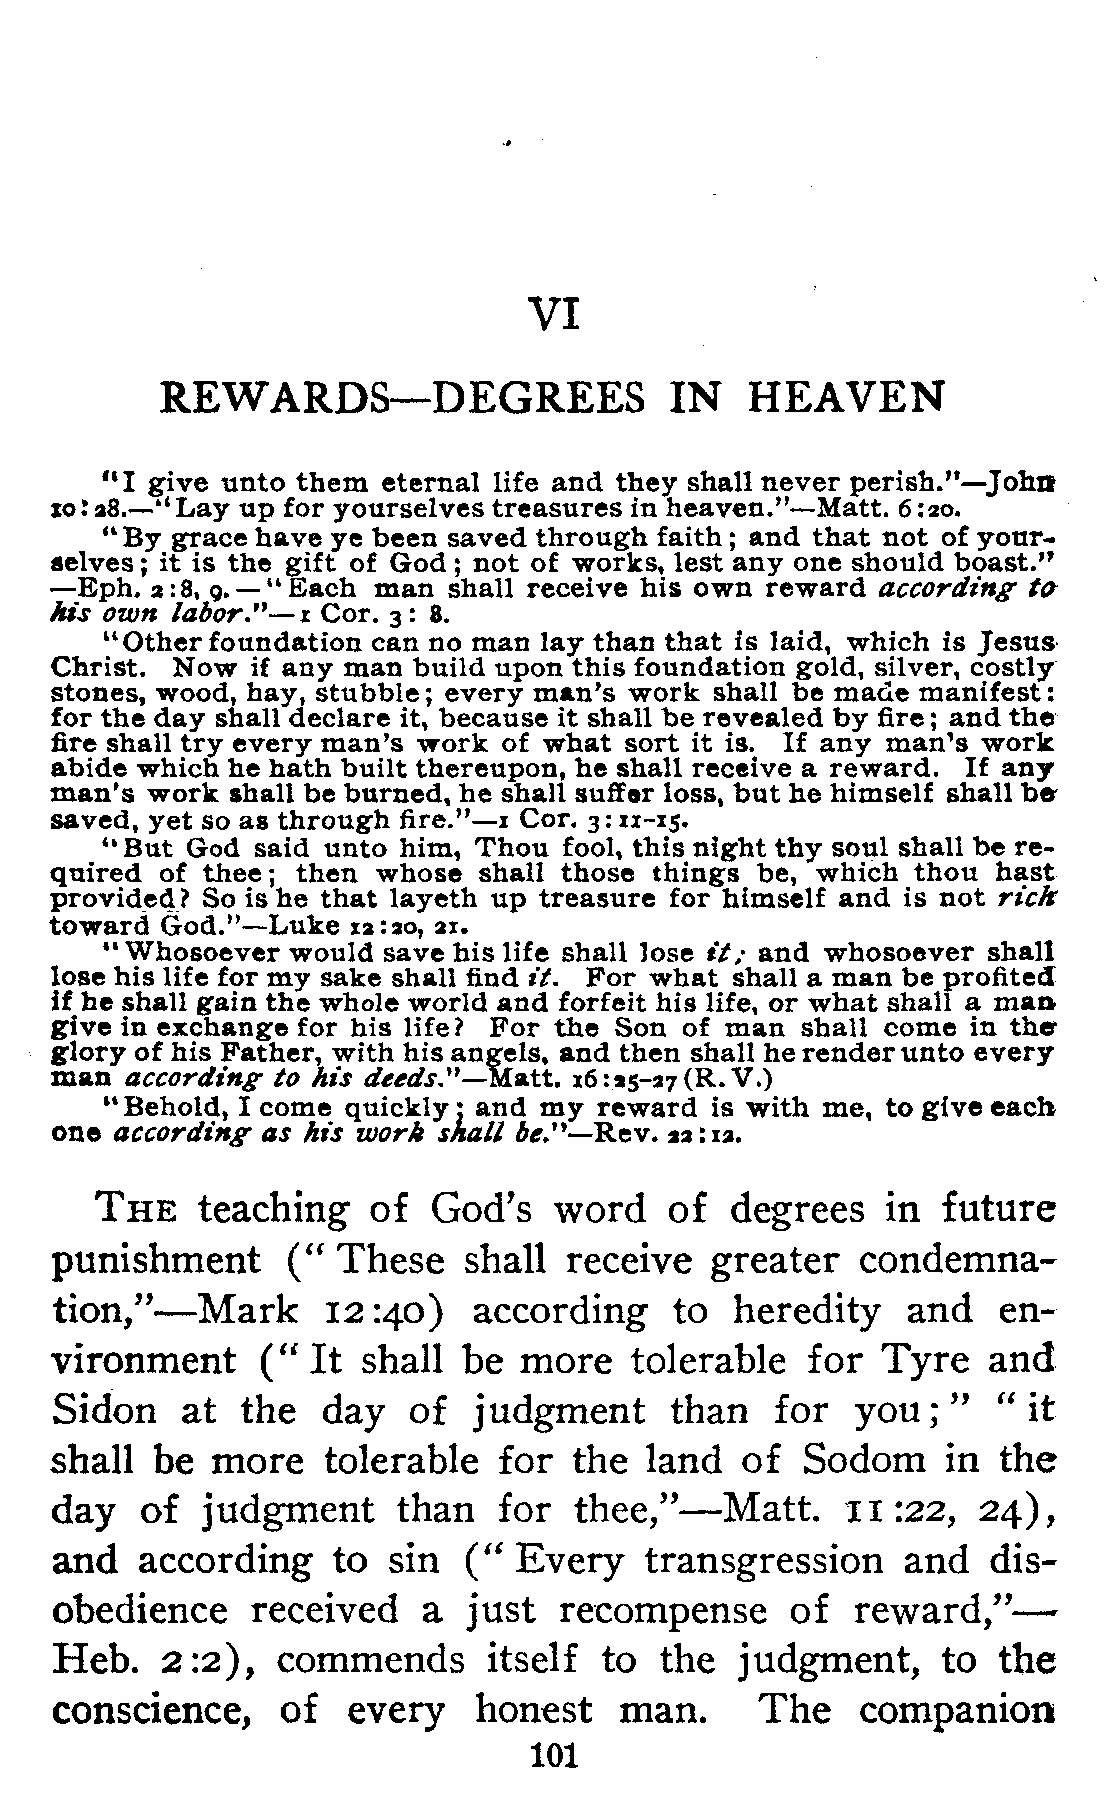 VI
REWARDS—DEGREES IN HEAVEN
"I give unto them eternal life and they shall never perish."—John
10:28.—"Lay up for yourselves treasures in heaven."—Matt. 6:20.
"By grace have ye been saved through faith; and that not of your-
selves; it is the gift of God; not of works, lest any one should boast."
—Eph. 2:8, 9.—"Each man shall receive his own reward according to
his own labor."—1 Cor. 3: 8.
"Other foundation can no man lay than that is laid, which is Jesus
Christ. Now if any man build upon this foundation gold, silver, costly
stones, wood, hay, stubble; every man's work shall be made manifest:
for the day shall declare it, because it shall be revealed by fire; and the
fire shall try every man's work of what sort it is. If any man's work
abide which he hath built thereupon, he shall receive a reward. If any
man's work shall be burned, he shall suffer loss, but he himself shall be
saved, yet so as through fire."—1 Cor. 3:11-15.
"But God said unto him, Thou fool, this night thy soul shall be re-
quired of thee; then whose shall those things be, which thou hast
provided? So is he that layeth up treasure for himself and is not rich
toward God."—Luke 12:20, 21.
"Whosoever would save his life shall lose it; and whosoever shall
lose his life for my sake shall find it. For what shall a man be profited
if he shall gain the whole world and forfeit his life, or what shall a man
give in exchange for his life? For the Son of man shall come in the
glory of his Father, with his angels, and then shall he render unto every
man according to his deeds."—Matt. 16:25-27 (R. V.)
"Behold, I come quickly; and my reward is with me, to give each
one according as his work shall be."—Rev. 22:12.
THE teaching of God's word of degrees in future
punishment ("These shall receive greater condemna-
tion,"—Mark 12:40) according to heredity and en-
vironment ("It shall be more tolerable for Tyre and
Sidon at the day of judgment than for you;" "it
shall be more tolerable for the land of Sodom in the
day of judgment than for thee,"—Matt. 11:22, 24),
and according to sin ("Every transgression and dis-
obedience received a just recompense of reward,"—
Heb. 2:2), commends itself to the judgment, to the
conscience, of every honest man. The companion
101